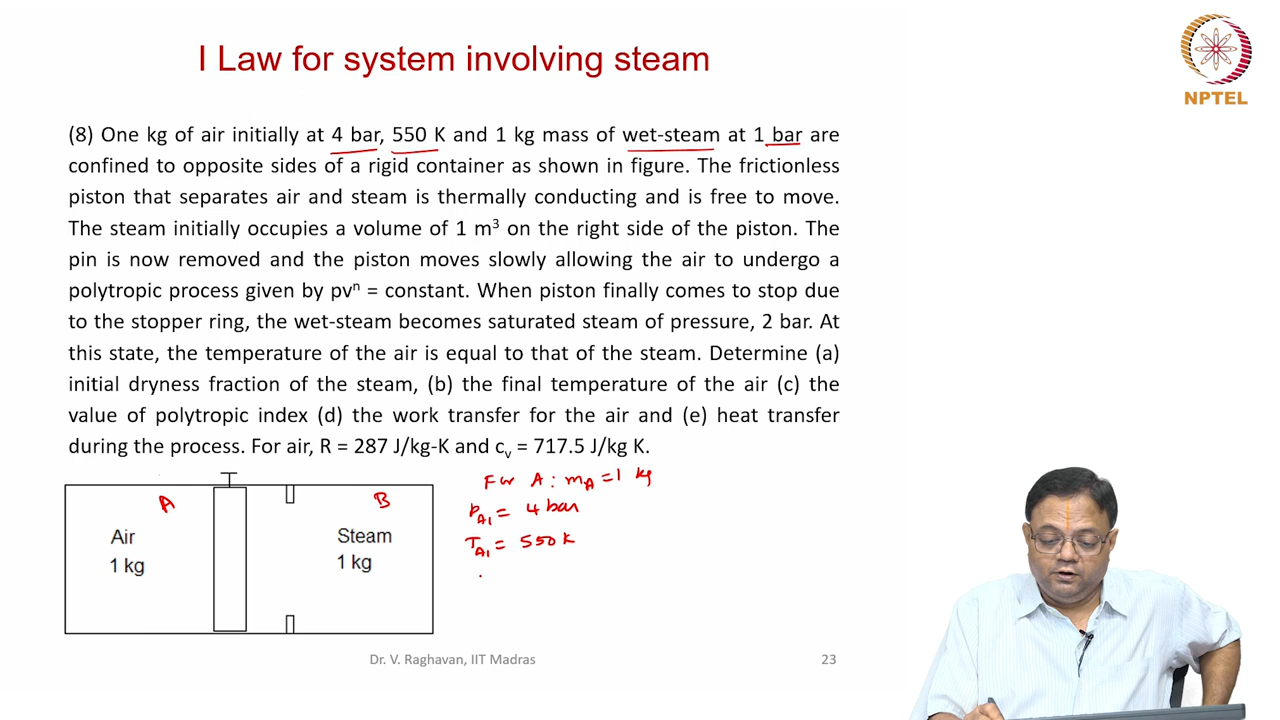 I Law for system involving steam
NPTEL
(8) One kg of air initially at 4 bar, 550 K and 1 kg mass of wet-steam at 1 bar are
confined to opposite sides of a rigid container as shown in figure. The frictionless
piston that separates air and steam is thermally conducting and is free to move.
The steam initially occupies a volume of 1 m³ on the right side of the piston. The
pin is now removed and the piston moves slowly allowing the air to undergo a
polytropic process given by pvⁿ = constant. When piston finally comes to stop due
to the stopper ring, the wet-steam becomes saturated steam of pressure, 2 bar. At
this state, the temperature of the air is equal to that of the steam. Determine (a)
initial dryness fraction of the steam, (b) the final temperature of the air (c) the
value of polytropic index (d) the work transfer for the air and (e) heat transfer
during the process. For air, R = 287 J/kg-K and cᵥ = 717.5 J/kg K.
A
B
Air
1 kg
Steam
1 kg
For A: m_A = 1 kg
p_A1 = 4 bar
T_A1 = 550 K
Dr. V. Raghavan, IIT Madras
23